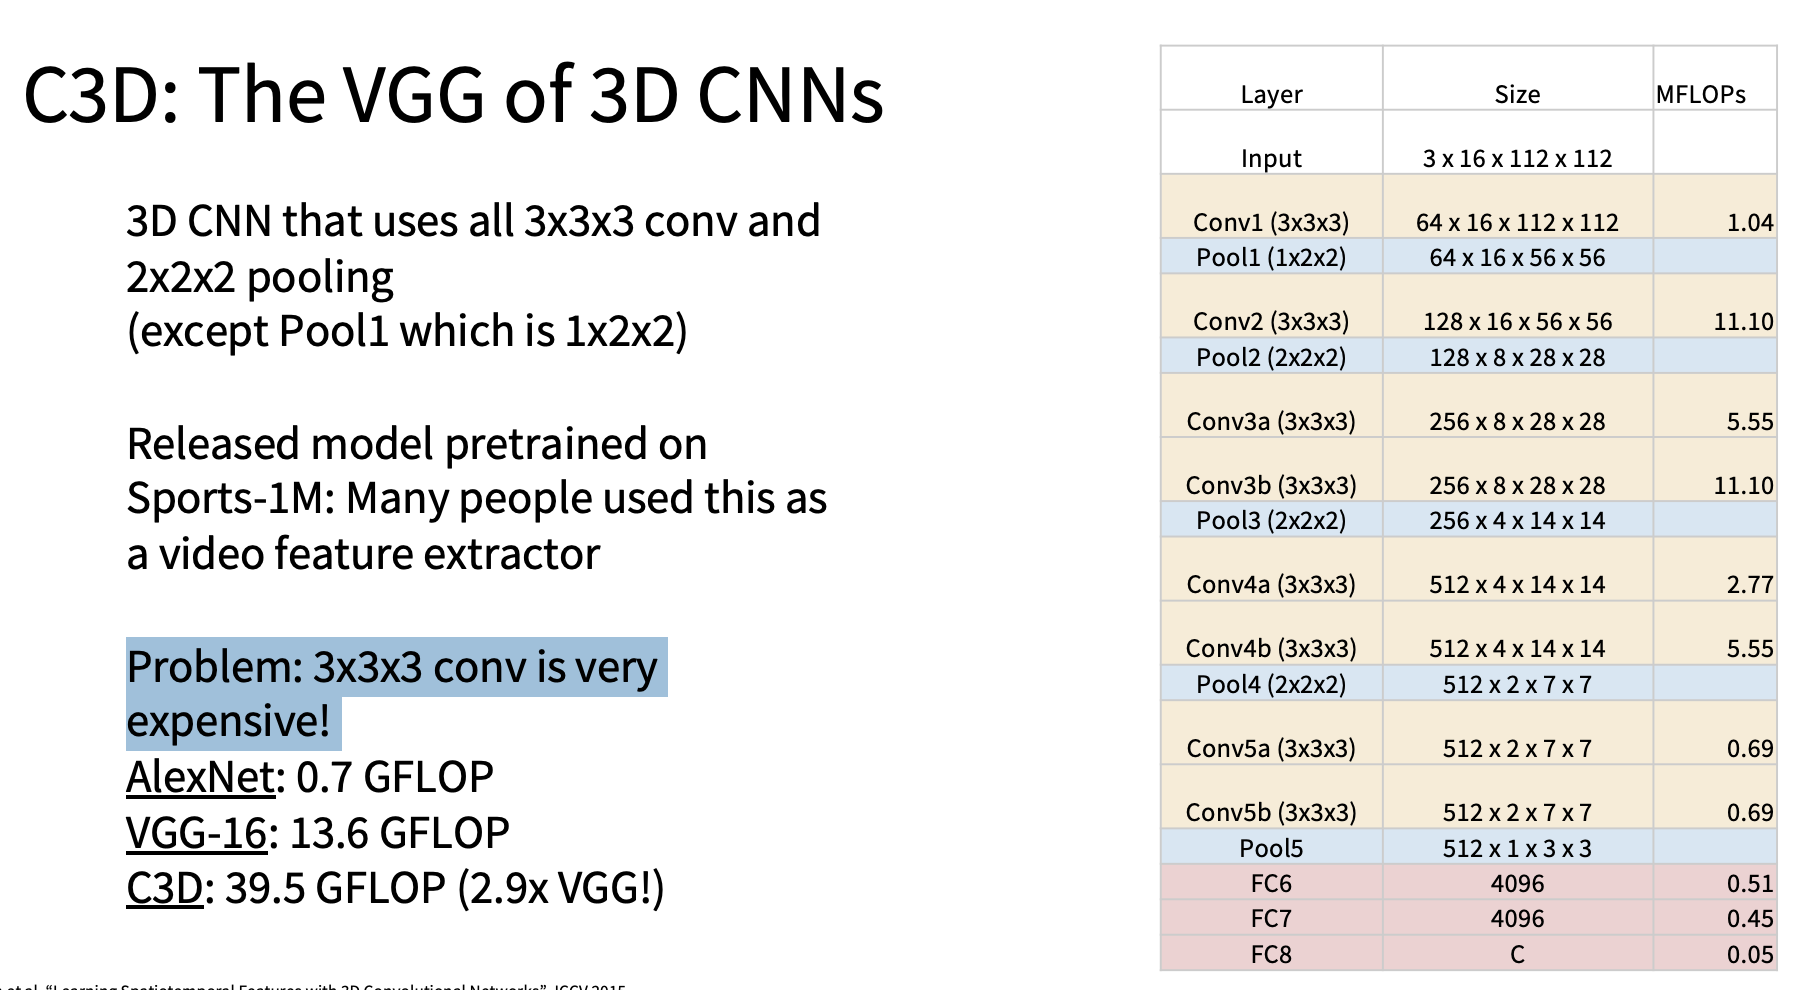 C3D: The VGG of 3D CNNs
3D CNN that uses all 3x3x3 conv and
2x2x2 pooling
(except Pool1 which is 1x2x2)
Released model pretrained on
Sports-1M: Many people used this as
a video feature extractor
Problem: 3x3x3 conv is very
expensive!
AlexNet: 0.7 GFLOP
VGG-16: 13.6 GFLOP
C3D: 39.5 GFLOP (2.9x VGG!)
Layer Size MFLOPs
Input 3 x 16 x 112 x 112
Conv1 (3x3x3) 64 x 16 x 112 x 112 1.04
Pool1 (1x2x2) 64 x 16 x 56 x 56
Conv2 (3x3x3) 128 x 16 x 56 x 56 11.10
Pool2 (2x2x2) 128 x 8 x 28 x 28
Conv3a (3x3x3) 256 x 8 x 28 x 28 5.55
Conv3b (3x3x3) 256 x 8 x 28 x 28 11.10
Pool3 (2x2x2) 256 x 4 x 14 x 14
Conv4a (3x3x3) 512 x 4 x 14 x 14 2.77
Conv4b (3x3x3) 512 x 4 x 14 x 14 5.55
Pool4 (2x2x2) 512 x 2 x 7 x 7
Conv5a (3x3x3) 512 x 2 x 7 x 7 0.69
Conv5b (3x3x3) 512 x 2 x 7 x 7 0.69
Pool5 512 x 1 x 3 x 3
FC6 4096 0.51
FC7 4096 0.45
FC8 C 0.05
et al, "Learning Spatiotemporal Features with 3D Convolutional Networks", ICCV 2015